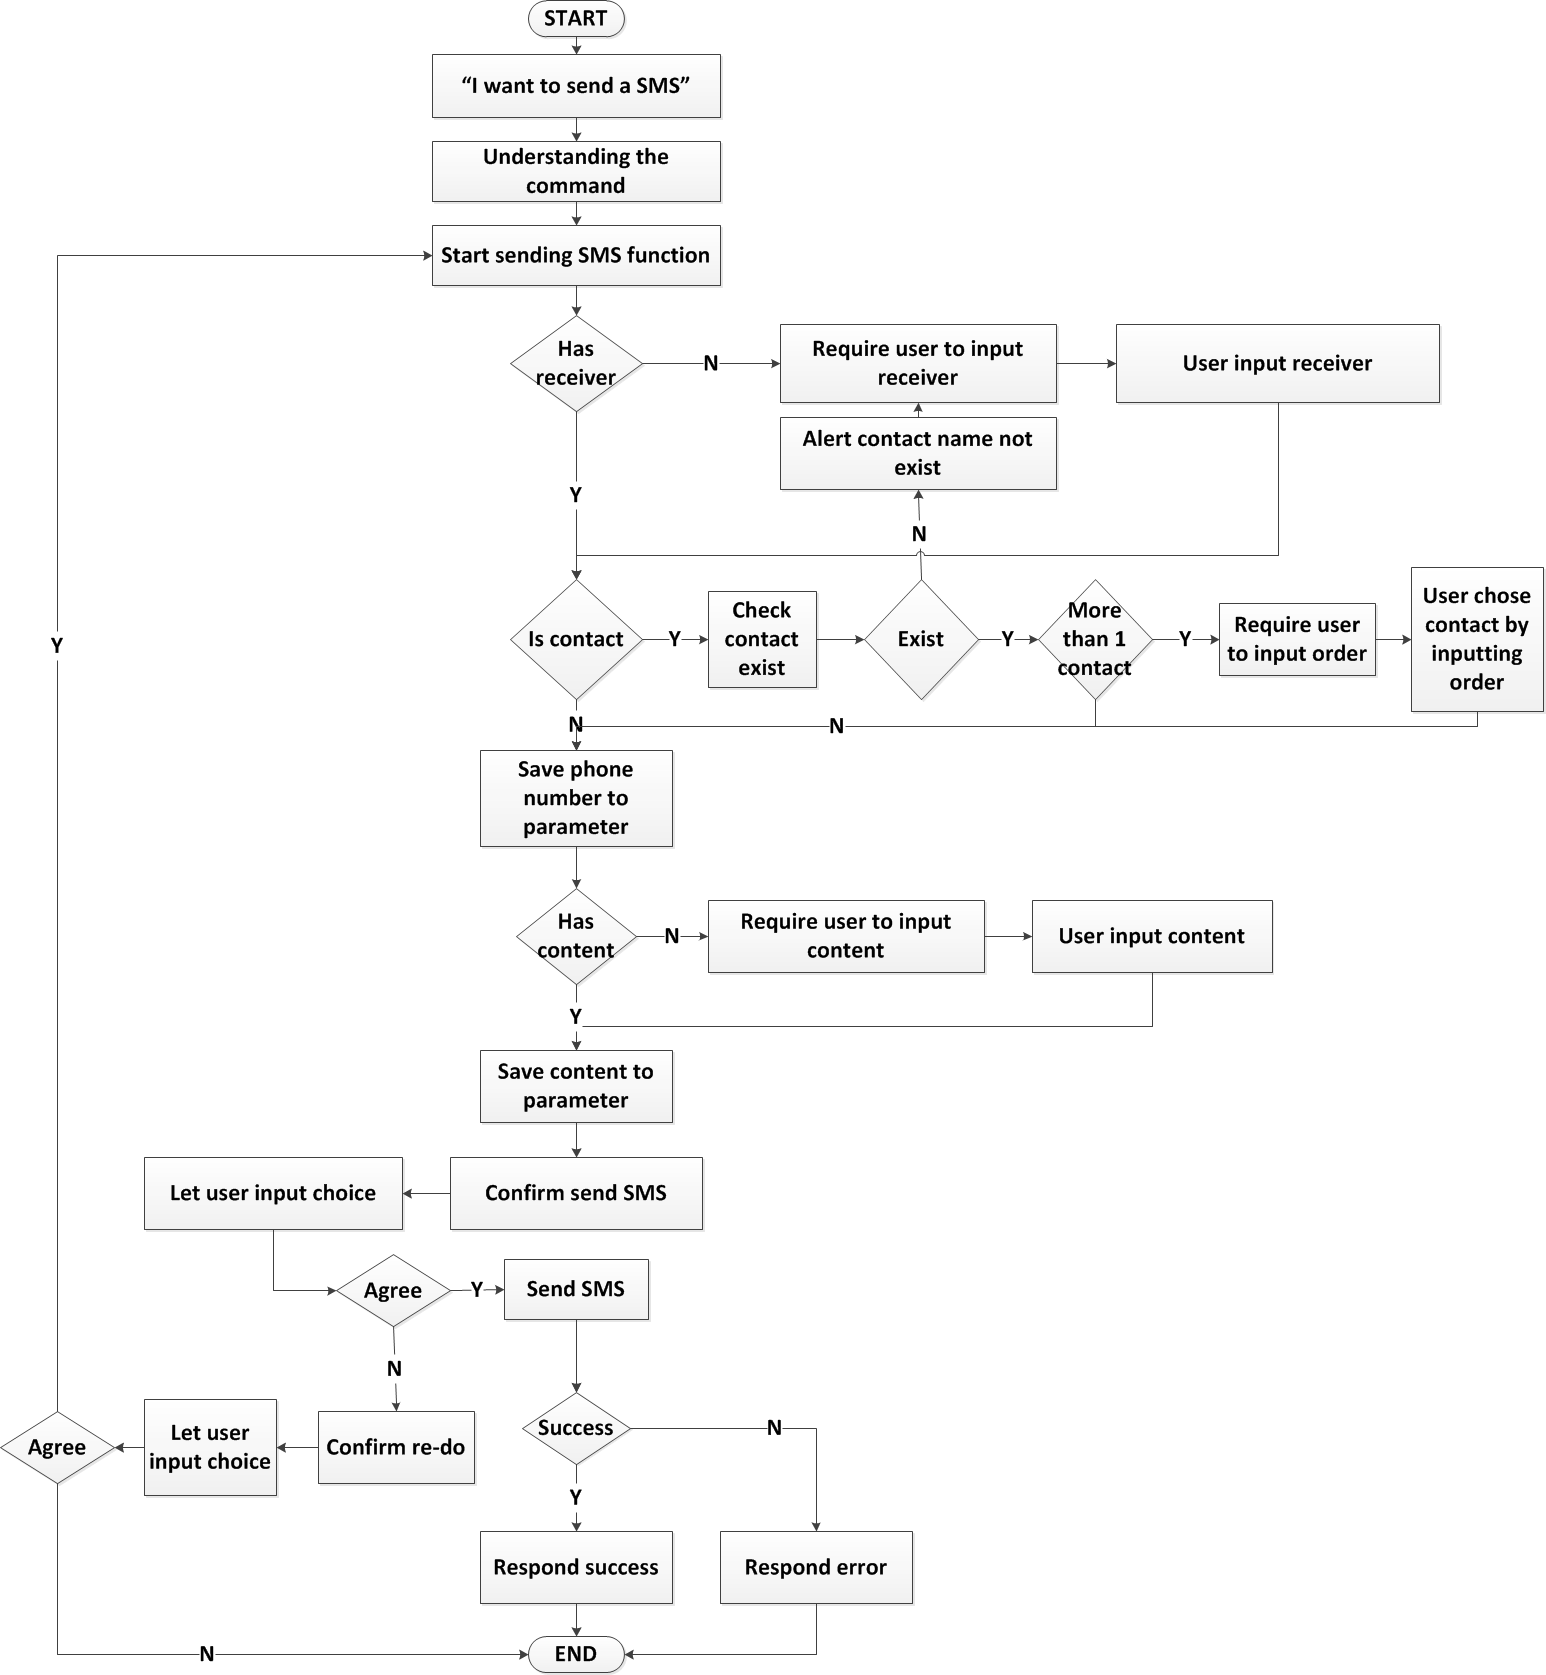 START
“I want to send a SMS”
Understanding the
command
Start sending SMS function
Has
receiver
N
Require user to input
receiver
User input receiver
Alert contact name not
exist
Y
N
Is contact
Y
Check
contact
exist
Exist
Y
More
than 1
contact
Y
Require user
to input order
User chose
contact by
inputting
order
Y
N
N
Save phone
number to
parameter
Has
content
N
Require user to input
content
User input content
Y
Save content to
parameter
Let user input choice
Confirm send SMS
Agree
Y
Send SMS
N
Agree
Let user
input choice
Confirm re-do
Success
N
Y
Respond success
Respond error
N
END